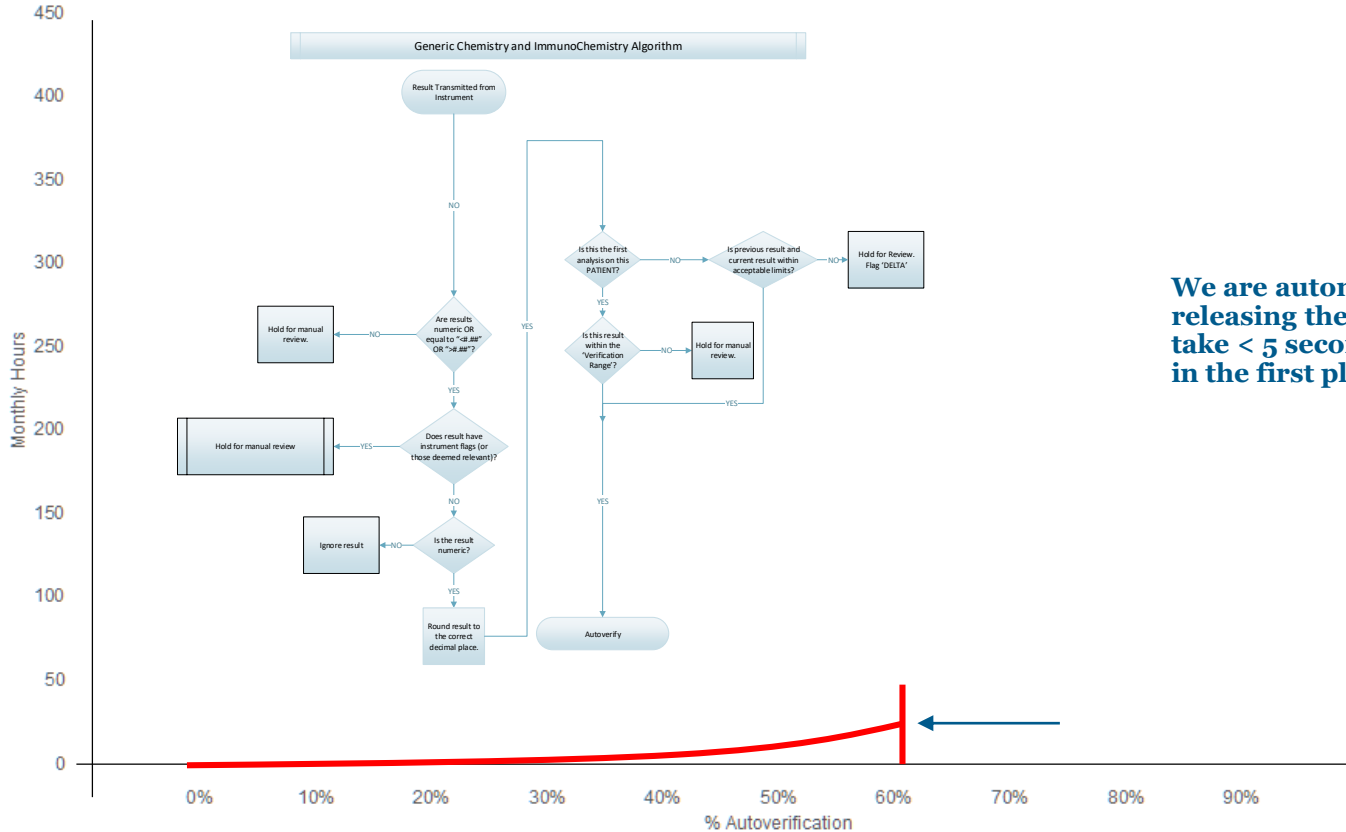 450
400
350
300
250
200
150
100
50
0
Monthly Hours
Generic Chemistry and ImmunoChemistry Algorithm
Result Transmitted from
Instrument
NO
Are results
numeric OR
equal to "<#.##"
OR ">#.##"?
NO
Hold for manual
review.
YES
Does result have
instrument flags (or
those deemed relevant)?
YES
Hold for manual review
NO
Is the result
numeric?
NO
Ignore result
YES
Round result to
the correct
decimal place.
YES
Is this the first
analysis on this
PATIENT?
NO
Is previous result and
current result within
acceptable limits?
NO
Hold for Review.
Flag 'DELTA'
YES
Is this result
within the
'Verification
Range'?
NO
Hold for manual
review.
YES
YES
Autoverify
We are
releasing the
take < 5
in the first
0% 10% 20% 30% 40% 50% 60% 70% 80% 90%
% Autoverification